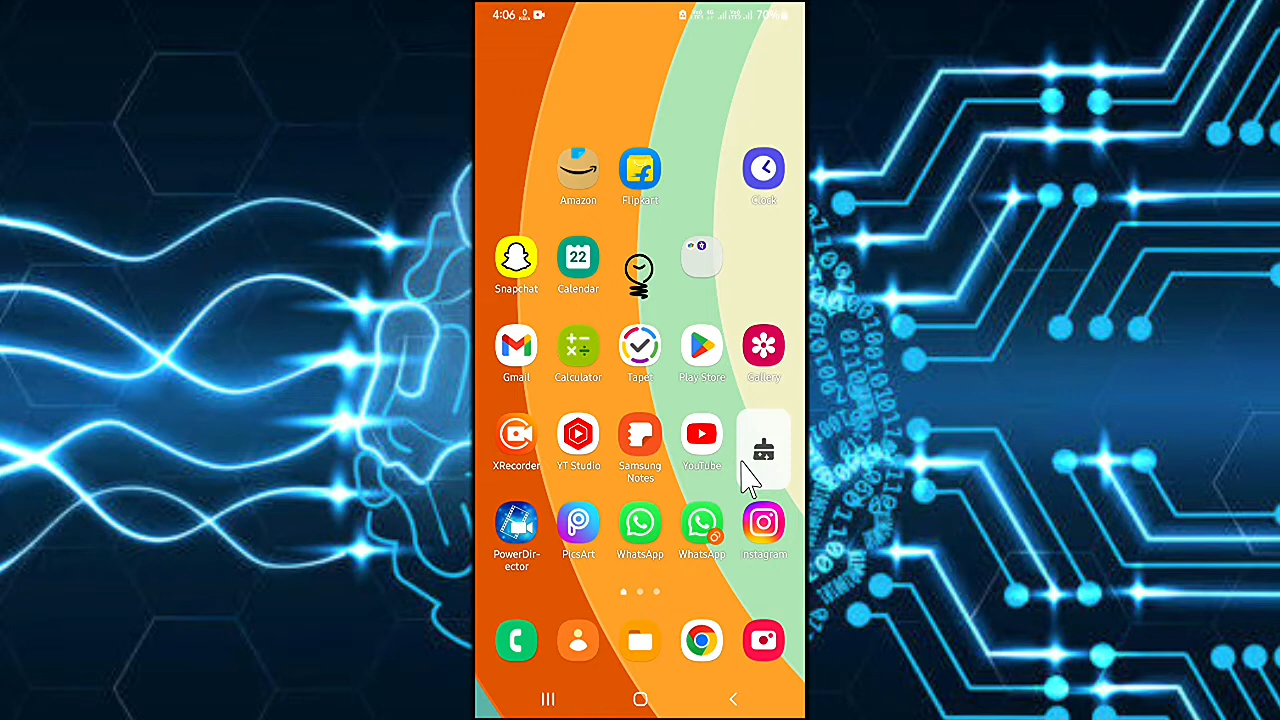 4:06
70%
Amazon
Flipkart
Clock
22
Snapchat
Calendar
Gmail
Calculator
Tapet
Play Store
Gallery
XRecorder
YT Studio
Samsung
Notes
YouTube
PowerDir-
ector
PicsArt
WhatsApp
WhatsApp
Instagram